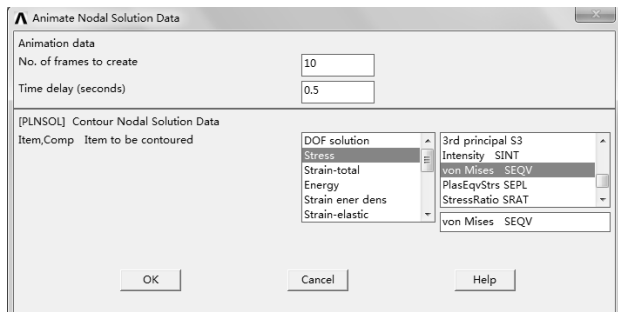 Animate Nodal Solution Data
Animation data
No. of frames to create 10
Time delay (seconds) 0.5
[PLNSOL] Contour Nodal Solution Data
Item,Comp Item to be contoured
DOF solution
Stress
Strain-total
Energy
Strain ener dens
Strain-elastic
3rd principal S3
Intensity SINT
von Mises SEQV
PlasEqvStrs SEPL
StressRatio SRAT
von Mises SEQV
OK Cancel Help